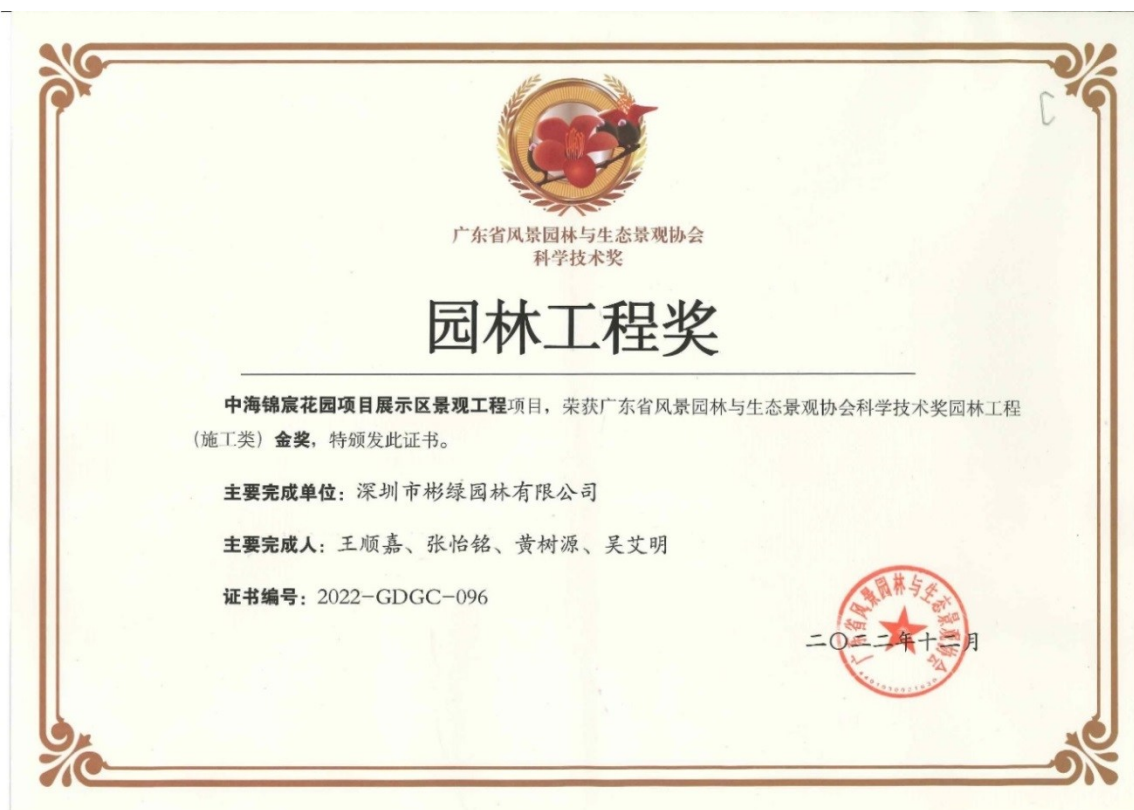 广东省风景园林与生态景观协会
科学技术奖
园林工程奖
中海锦宸花园项目展示区景观工程项目，荣获广东省风景园林与生态景观协会科学技术奖园林工程
（施工类）金奖，特颁发此证书。
主要完成单位：深圳市彬绿园林有限公司
主要完成人：王顺嘉、张怡铭、黄树源、吴艾明
证书编号：2022-GDGC-096
广东省风景园林与生态景观协会
二〇二二年十二月